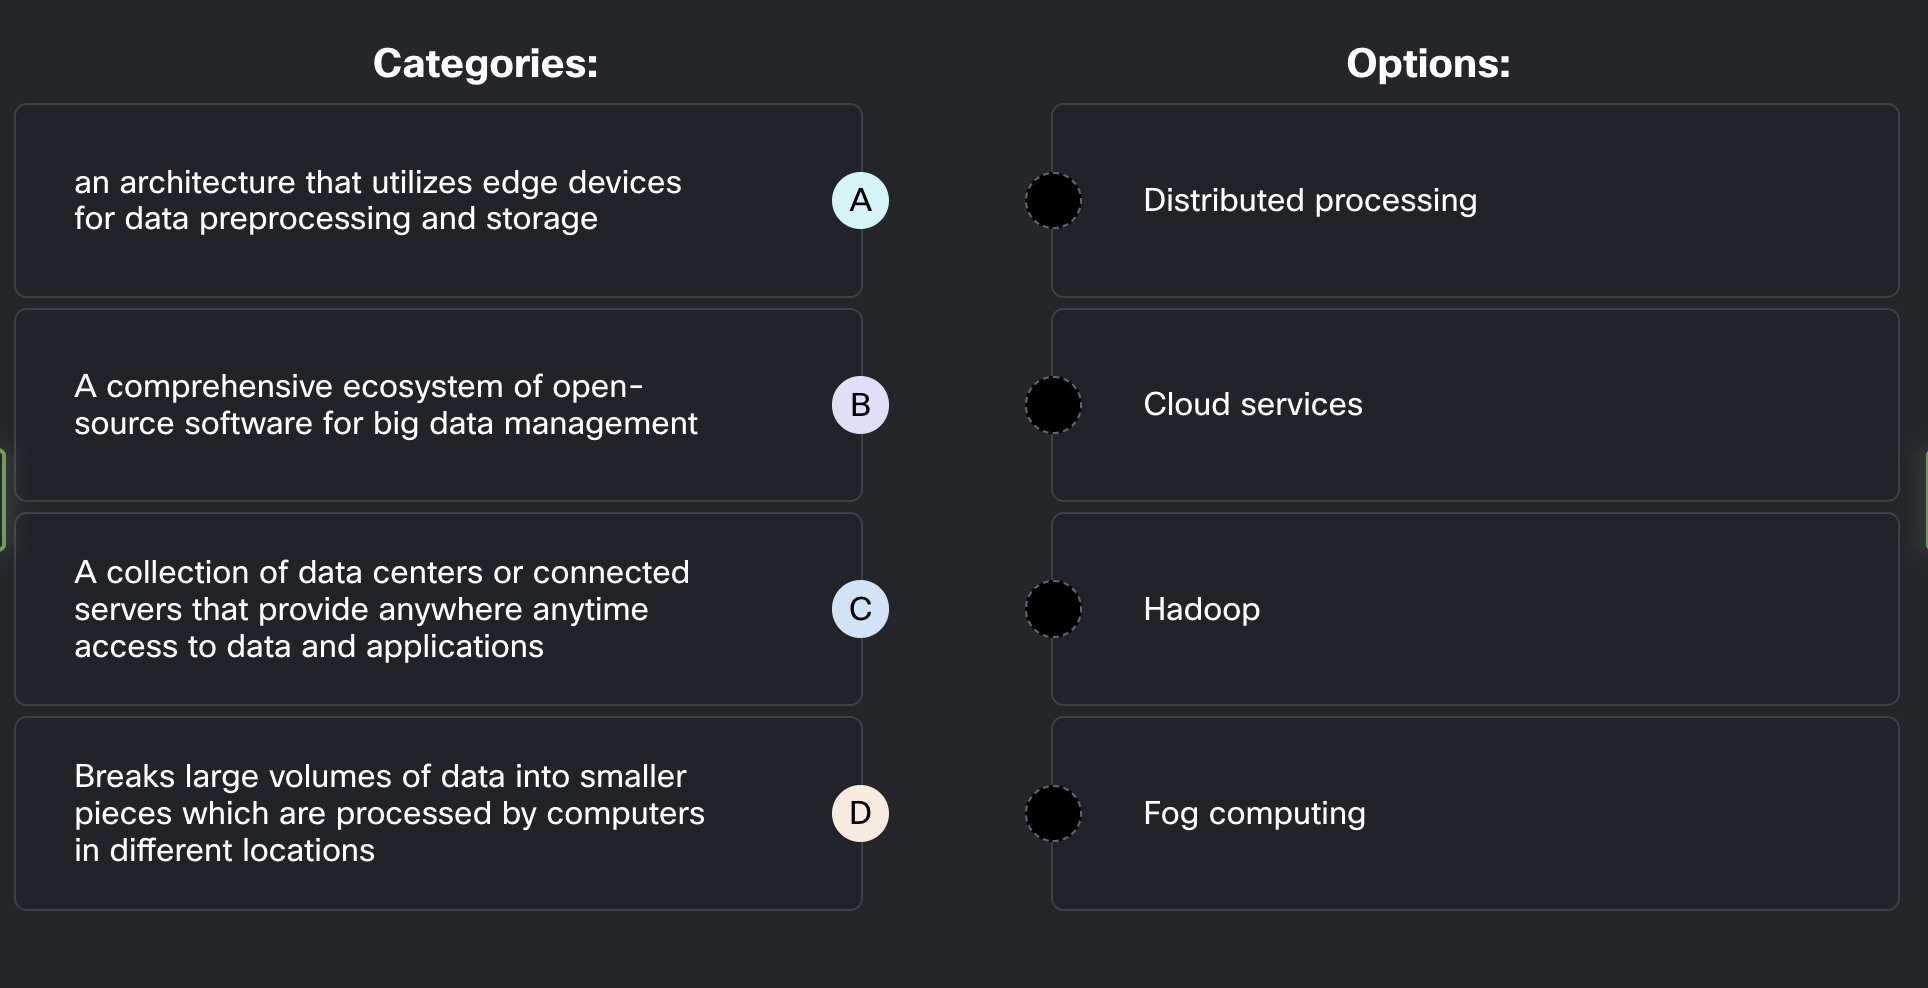 Categories:
Options:
an architecture that utilizes edge devices
for data preprocessing and storage
A
Distributed processing
A comprehensive ecosystem of open-
source software for big data management
B
Cloud services
A collection of data centers or connected
servers that provide anywhere anytime
access to data and applications
C
Hadoop
Breaks large volumes of data into smaller
pieces which are processed by computers
in different locations
D
Fog computing